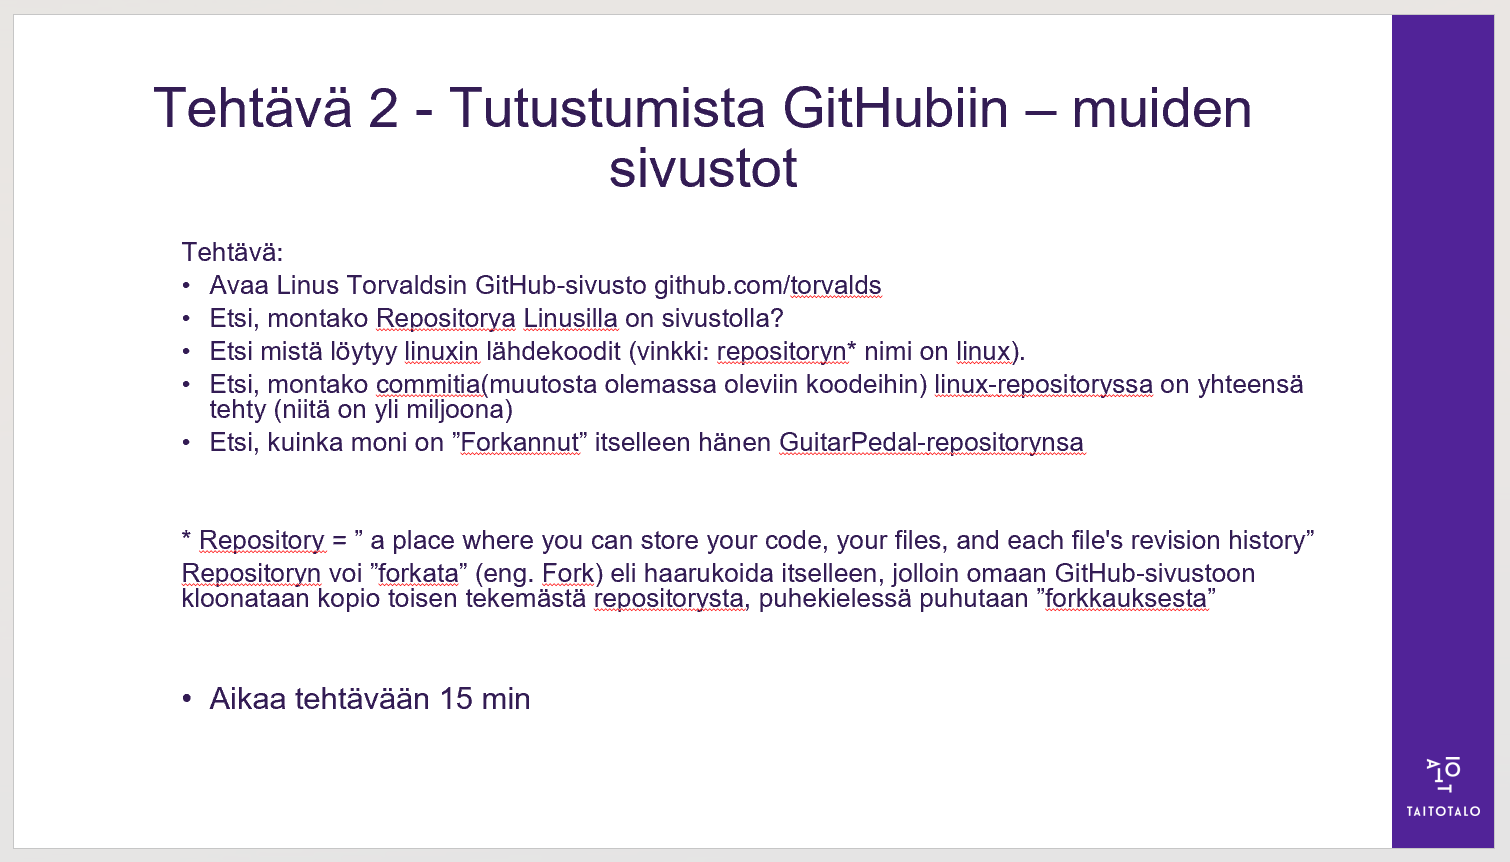 Tehtävä 2 - Tutustumista GitHubiin – muiden
sivustot
Tehtävä:
• Avaa Linus Torvaldsin GitHub-sivusto github.com/torvalds
• Etsi, montako Repositorya Linusilla on sivustolla?
• Etsi mistä löytyy linuxin lähdekoodit (vinkki: repositoryn* nimi on linux).
• Etsi, montako commitia(muutosta olemassa oleviin koodeihin) linux-repositoryssa on yhteensä
tehty (niitä on yli miljoona)
• Etsi, kuinka moni on ”Forkannut” itselleen hänen GuitarPedal-repositorynsa
* Repository = ” a place where you can store your code, your files, and each file's revision history”
Repositoryn voi ”forkata” (eng. Fork) eli haarukoida itselleen, jolloin omaan GitHub-sivustoon
kloonataan kopio toisen tekemästä repositorysta, puhekielessä puhutaan ”forkkauksesta”
• Aikaa tehtävään 15 min
TAITOTALO